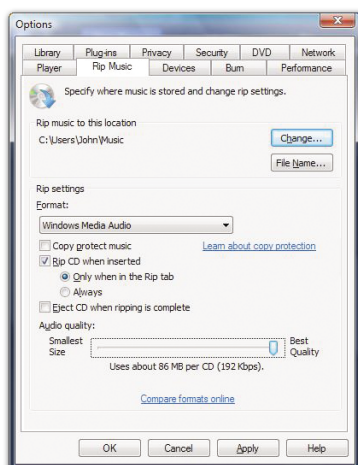 Options
Library Plug-ins Privacy Security DVD Network
Player Rip Music Devices Burn Performance
Specify where music is stored and change rip settings.
Rip music to this location
C:\Users\John\Music
Change...
File Name...
Rip settings
Format:
Windows Media Audio
Copy protect music Learn about copy protection
Rip CD when inserted
Only when in the Rip tab
Always
Eject CD when ripping is complete
Audio quality:
Smallest Size Best Quality
Uses about 86 MB per CD (192 Kbps).
Compare formats online
OK Cancel Apply Help